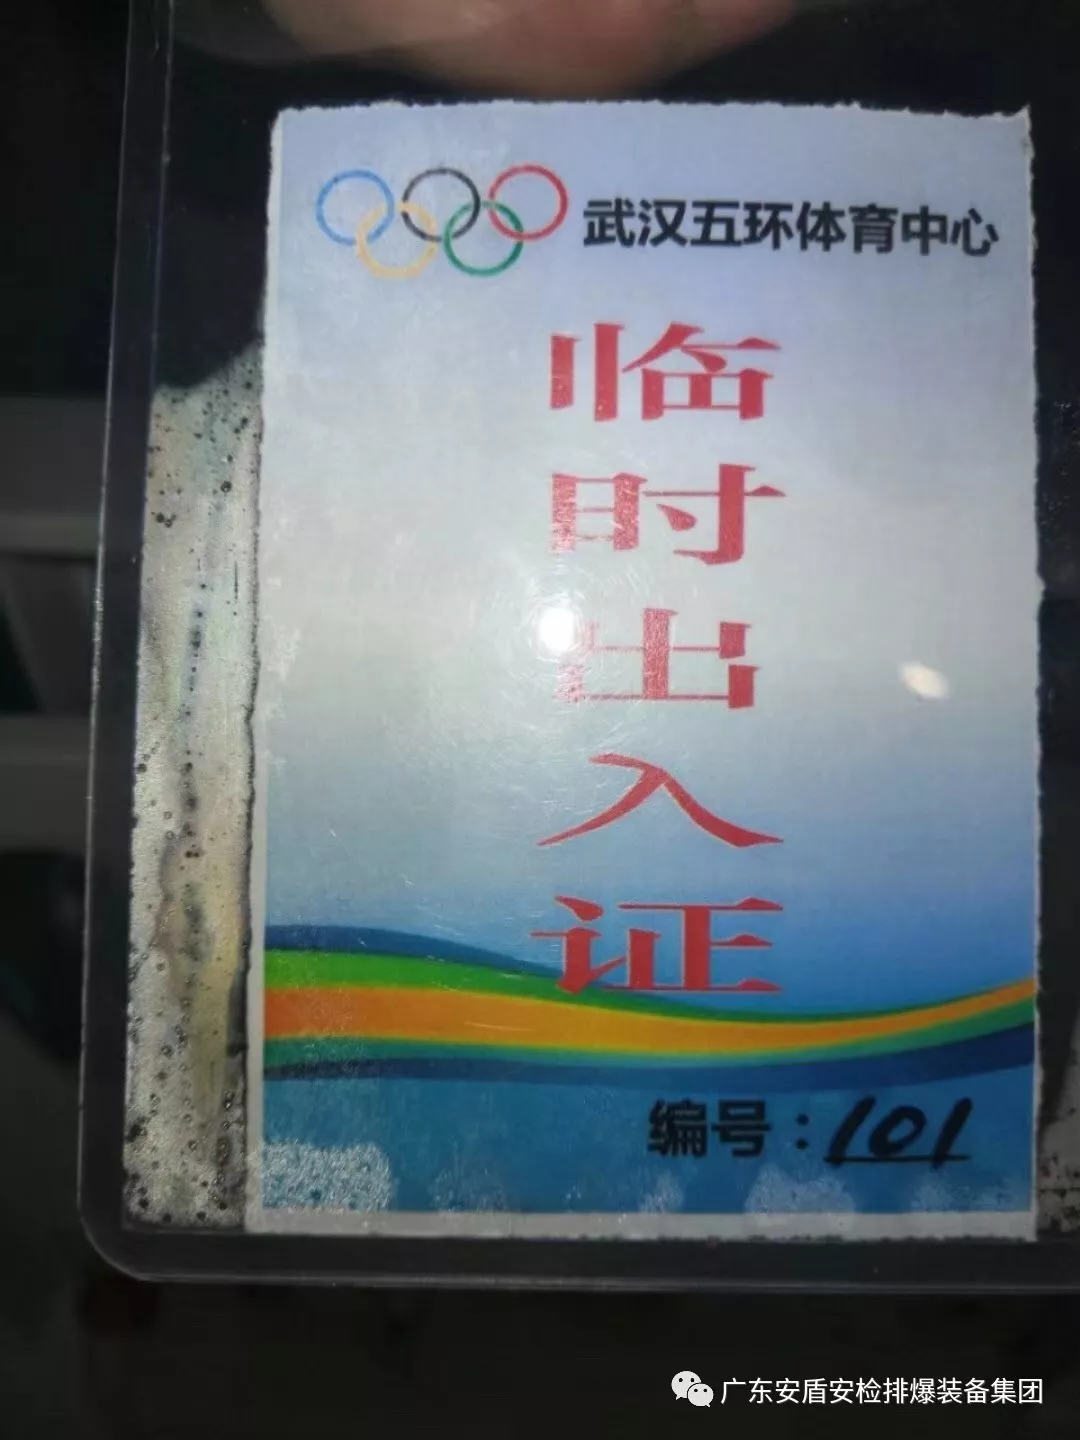 武汉五环体育中心
临时出入证
编号：101
广东安盾安检排爆装备集团